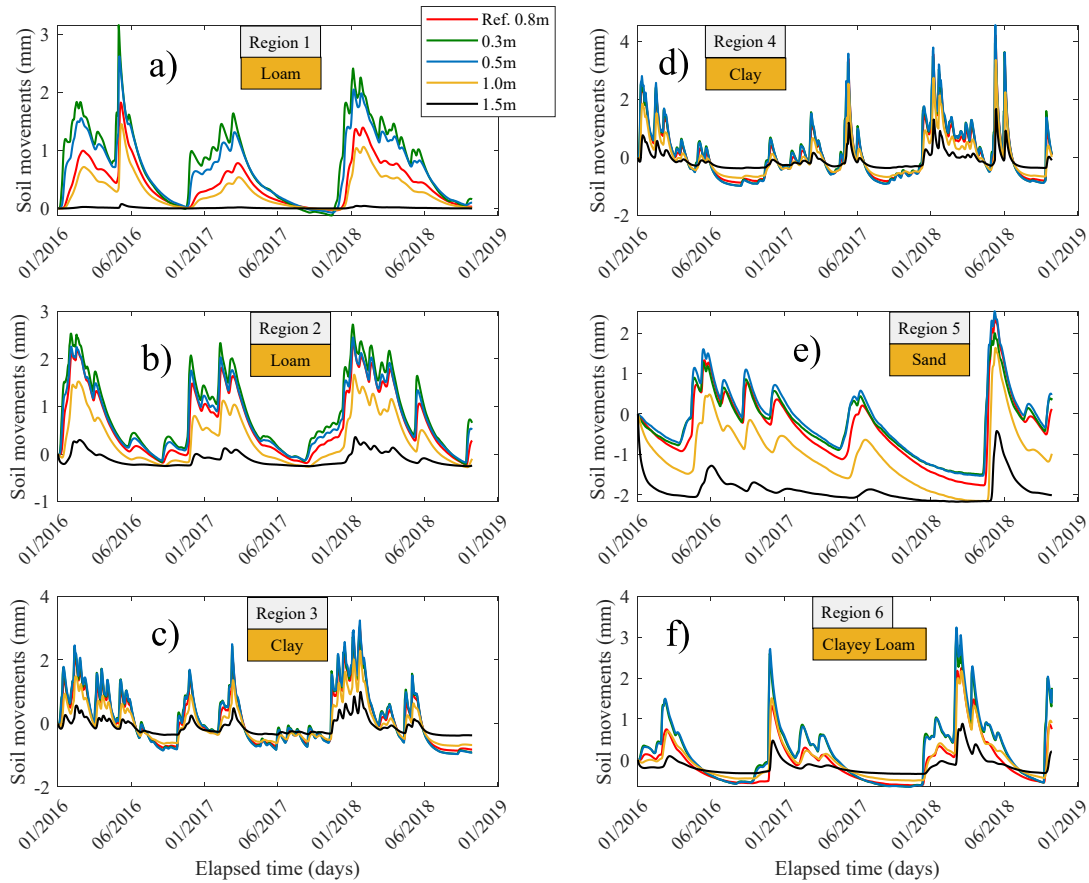 Soil movements (mm)
3
2
1
0
a)
Region 1
Loam
Ref. 0.8m
0.3m
0.5m
1.0m
1.5m
01/2016
06/2016
01/2017
06/2017
01/2018
06/2018
01/2019
Soil movements (mm)
4
2
0
-2
d)
Region 4
Clay
01/2016
06/2016
01/2017
06/2017
01/2018
06/2018
01/2019
Soil movements (mm)
3
2
1
0
-1
b)
Region 2
Loam
01/2016
06/2016
01/2017
06/2017
01/2018
06/2018
01/2019
Soil movements (mm)
2
1
0
-1
-2
e)
Region 5
Sand
01/2016
06/2016
01/2017
06/2017
01/2018
06/2018
01/2019
Soil movements (mm)
4
2
0
-2
c)
Region 3
Clay
01/2016
06/2016
01/2017
06/2017
01/2018
06/2018
01/2019
Elapsed time (days)
Soil movements (mm)
4
3
2
1
0
f)
Region 6
Clayey Loam
01/2016
06/2016
01/2017
06/2017
01/2018
06/2018
01/2019
Elapsed time (days)